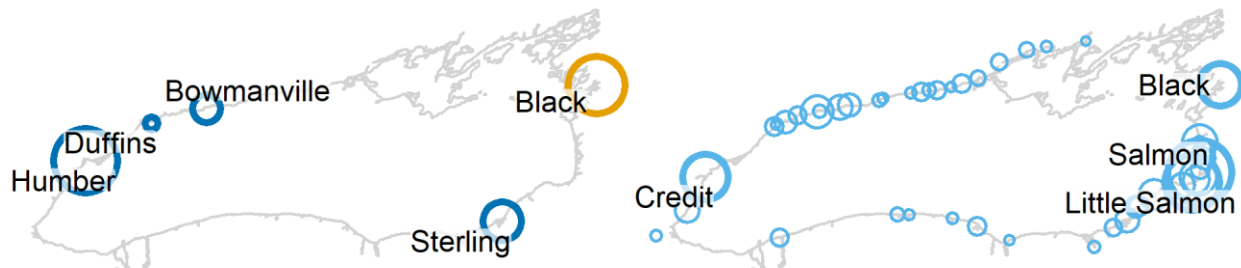 Bowmanville
Black
Duffins
Humber
Sterling
Black
Salmon
Credit
Little Salmon